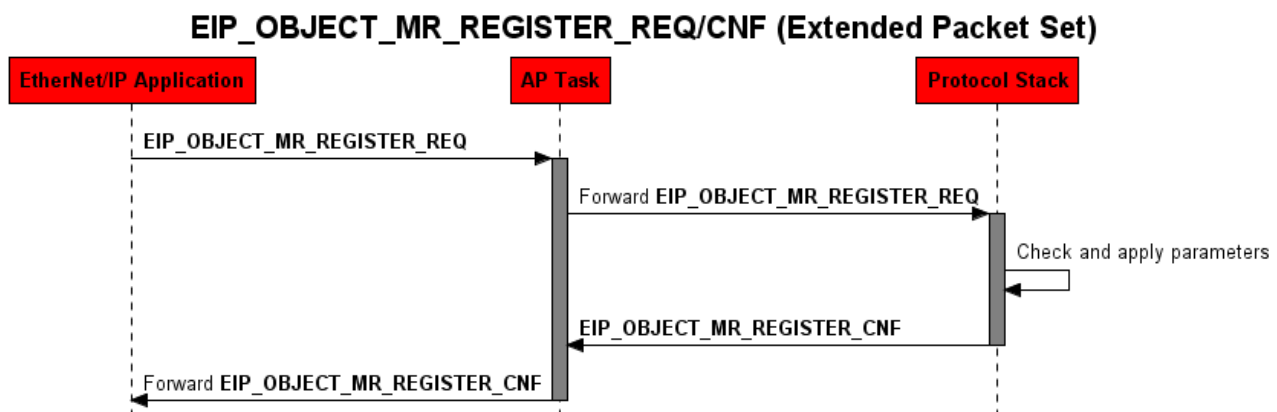 EIP_OBJECT_MR_REGISTER_REQ/CNF (Extended Packet Set)
EtherNet/IP Application
AP Task
Protocol Stack
EIP_OBJECT_MR_REGISTER_REQ
Forward EIP_OBJECT_MR_REGISTER_REQ
Check and apply parameters
EIP_OBJECT_MR_REGISTER_CNF
Forward EIP_OBJECT_MR_REGISTER_CNF